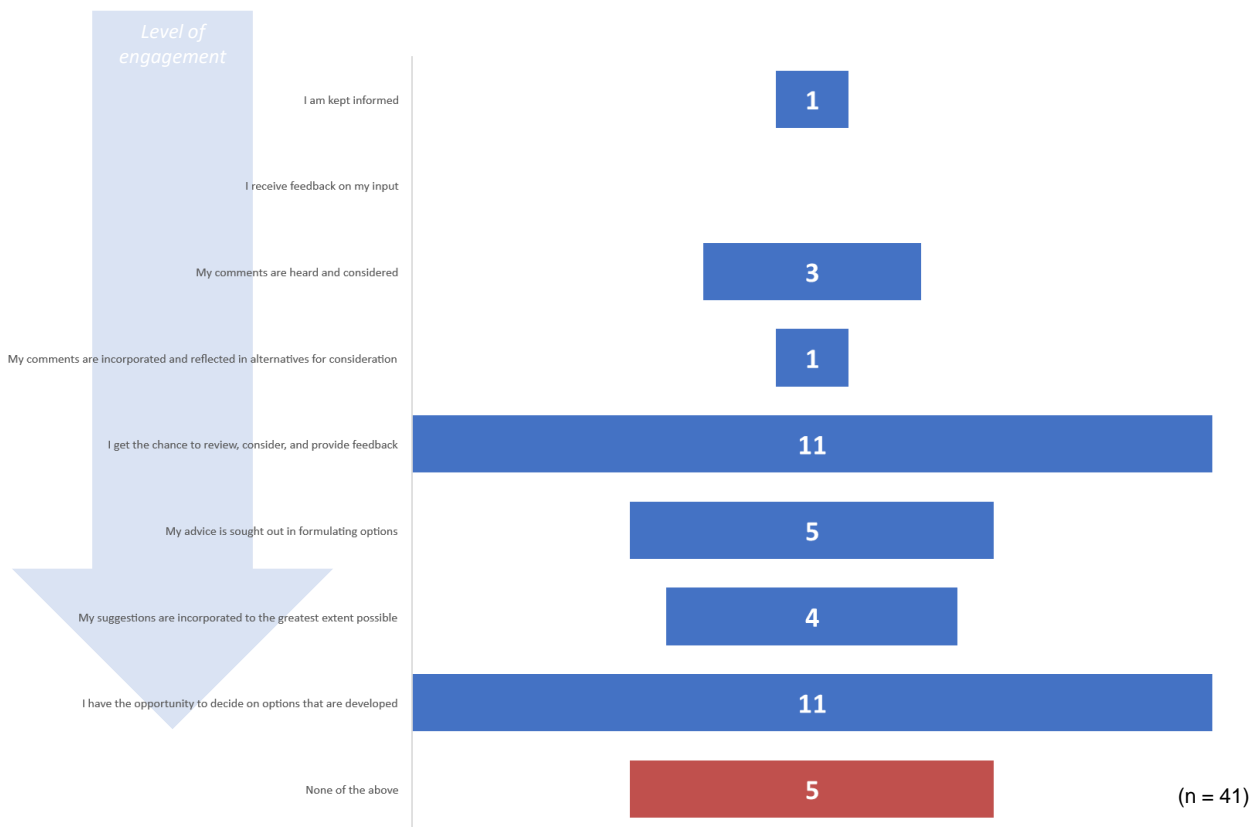 Level of
engagement
I am kept informed
1
I receive feedback on my input
My comments are heard and considered
3
My comments are incorporated and reflected in alternatives for consideration
1
I get the chance to review, consider, and provide feedback
11
My advice is sought out in formulating options
5
My suggestions are incorporated to the greatest extent possible
4
I have the opportunity to decide on options that are developed
11
None of the above
5
(n = 41)